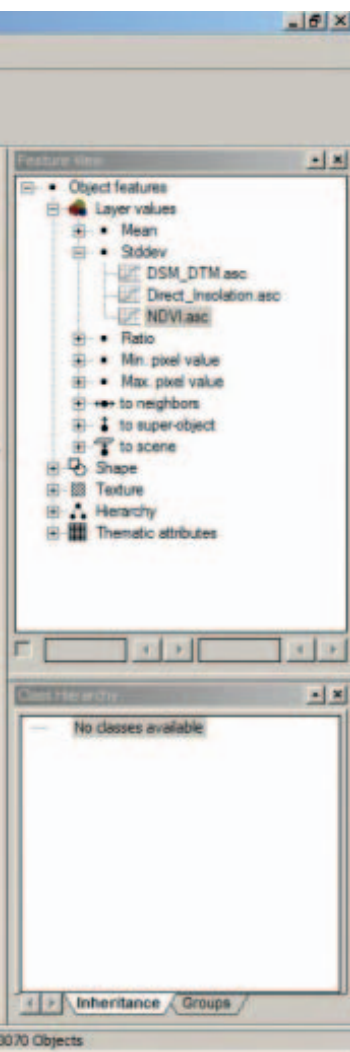 Feature View
Object features
Layer values
Mean
Stddev
DSM_DTM.asc
Direct_Insolation.asc
NDVI.asc
Ratio
Min. pixel value
Max. pixel value
to neighbors
to super-object
to scene
Shape
Texture
Hierarchy
Thematic attributes
Class Hierarchy
No classes available
Inheritance Groups
0070 Objects